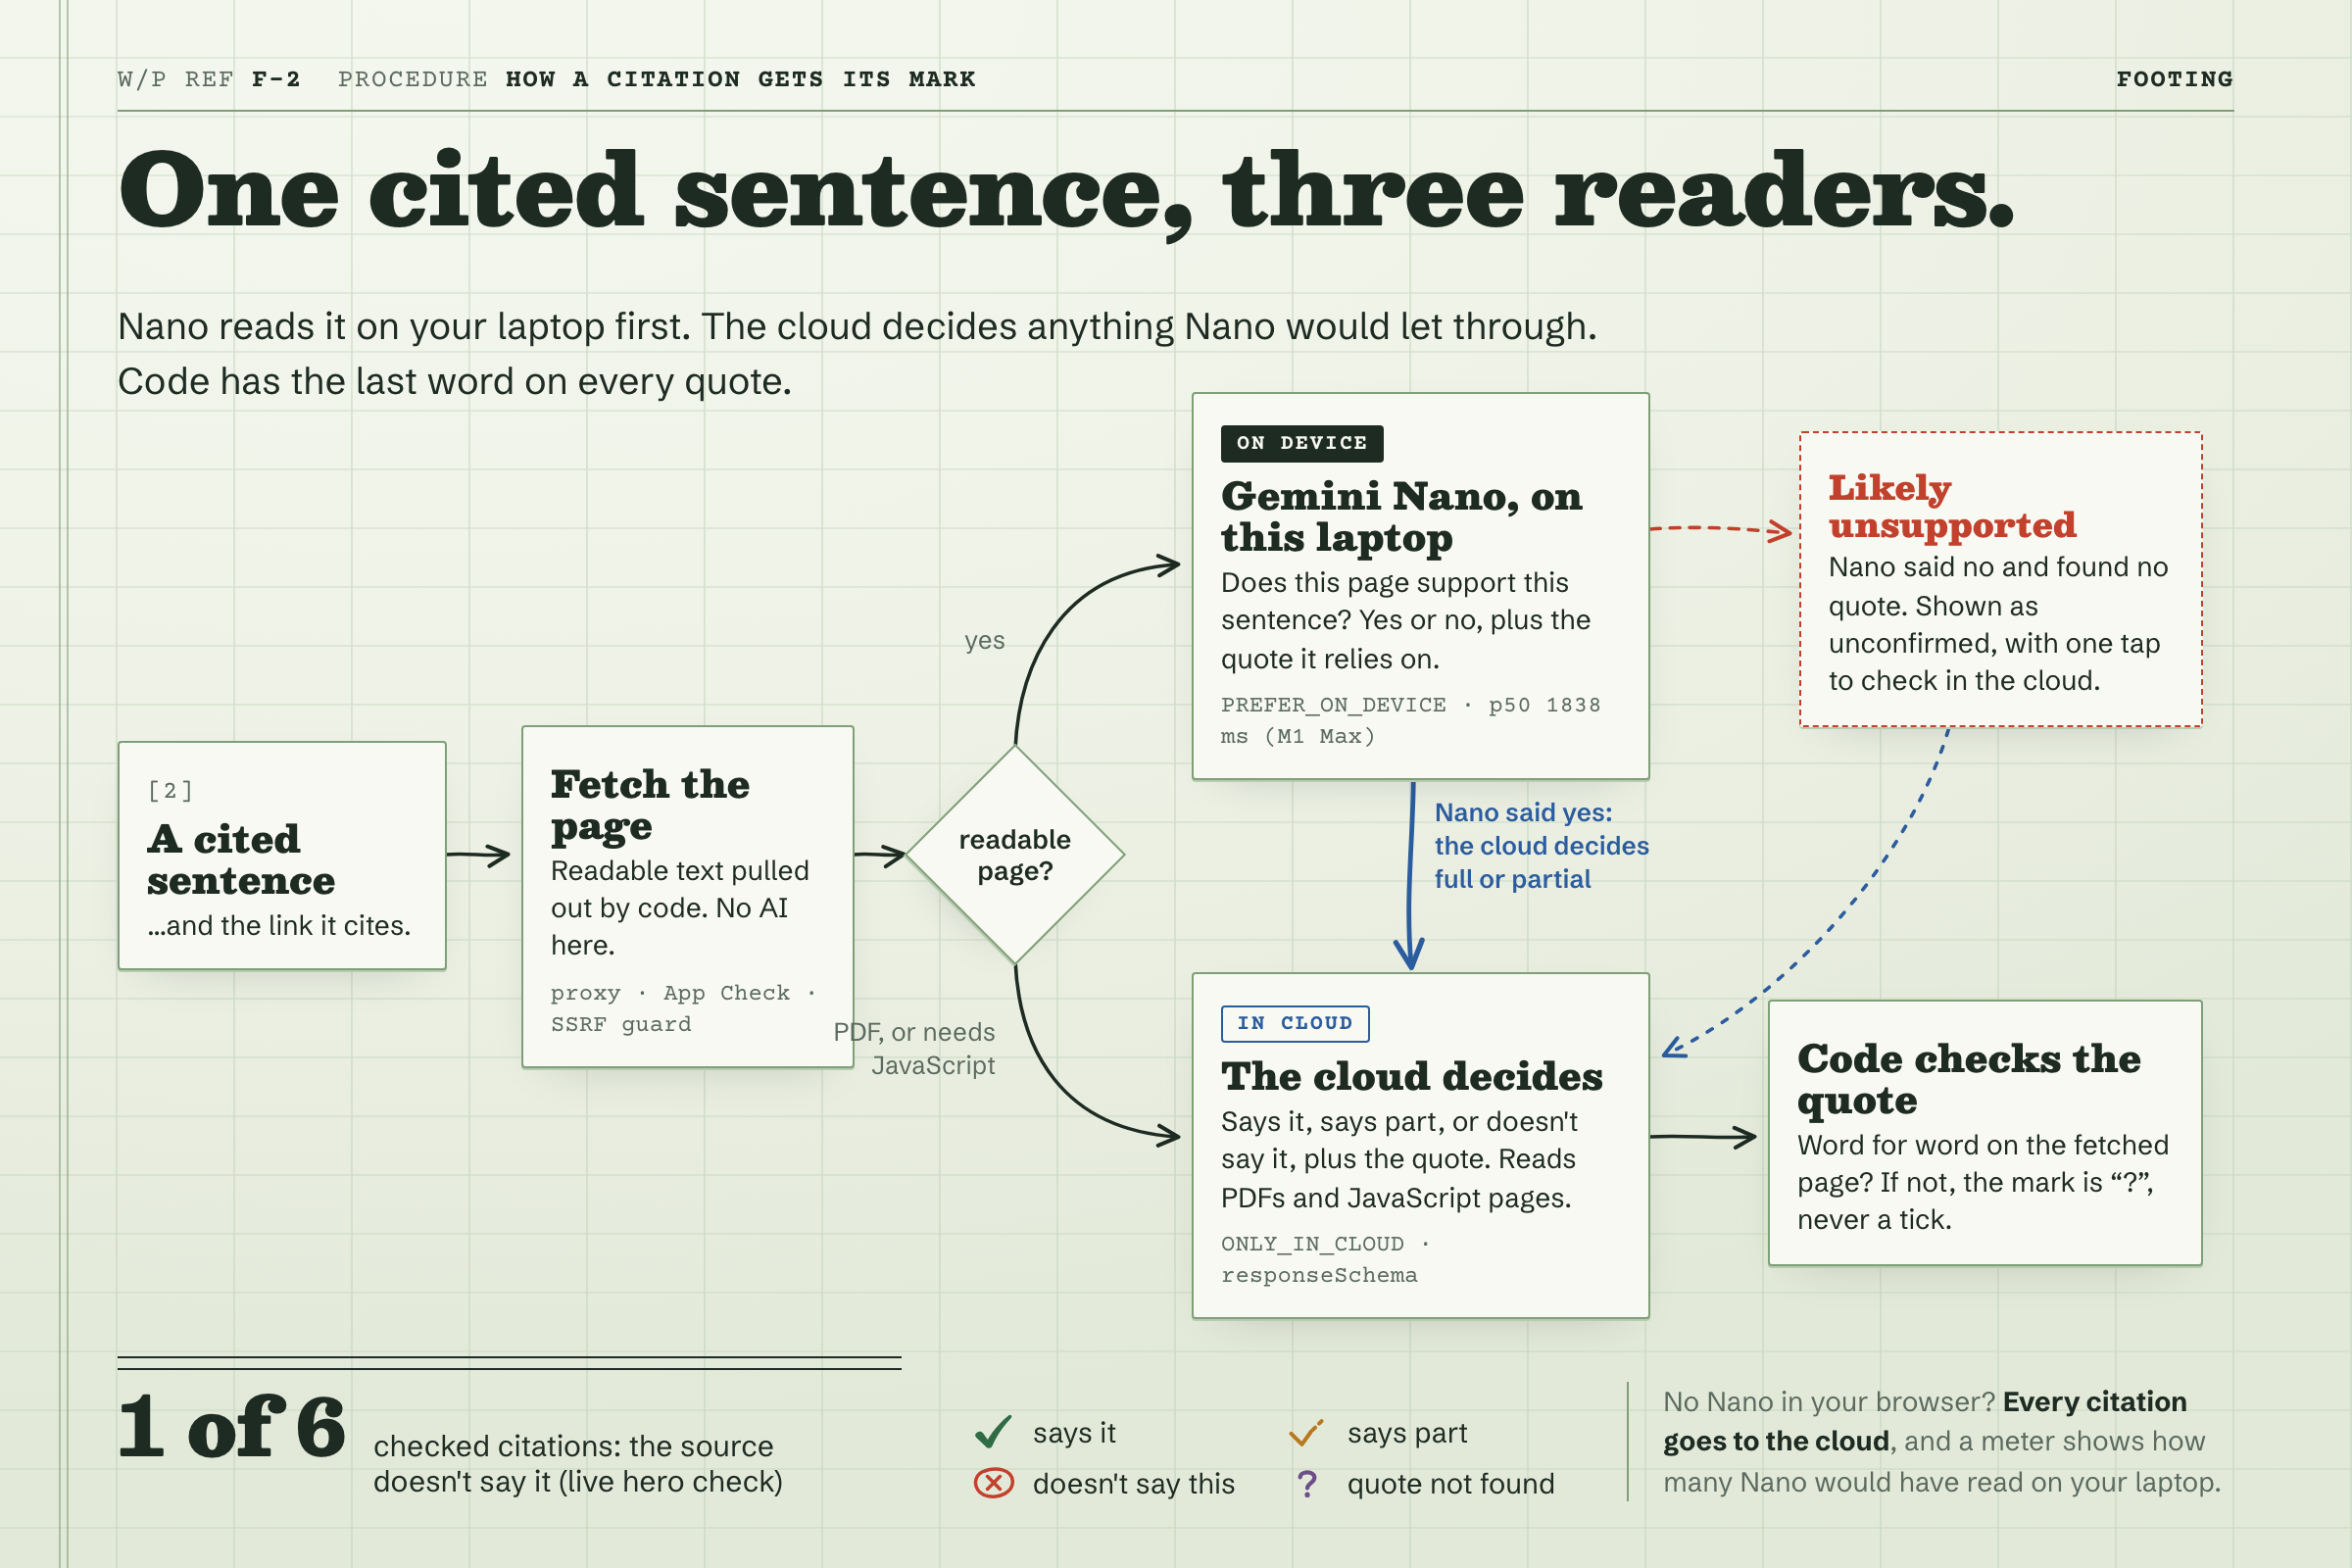 W/P REF F-2 PROCEDURE HOW A CITATION GETS ITS MARK
FOOTING
One cited sentence, three readers.
Nano reads it on your laptop first. The cloud decides anything Nano would let through.
Code has the last word on every quote.
[2]
A cited
sentence
...and the link it cites.
Fetch the
page
Readable text pulled
out by code. No AI
here.
proxy · App Check ·
SSRF guard
readable
page?
yes
PDF, or needs
JavaScript
ON DEVICE
Gemini Nano, on
this laptop
Does this page support this
sentence? Yes or no, plus the
quote it relies on.
PREFER_ON_DEVICE · p50 1838
ms (M1 Max)
Likely
unsupported
Nano said no and found no
quote. Shown as
unconfirmed, with one tap
to check in the cloud.
Nano said yes:
the cloud decides
full or partial
IN CLOUD
The cloud decides
Says it, says part, or doesn't
say it, plus the quote. Reads
PDFs and JavaScript pages.
ONLY_IN_CLOUD ·
responseSchema
Code checks the
quote
Word for word on the fetched
page? If not, the mark is “?”,
never a tick.
1 of 6
checked citations: the source
doesn't say it (live hero check)
says it
says part
doesn't say this
? quote not found
No Nano in your browser? Every citation
goes to the cloud, and a meter shows how
many Nano would have read on your laptop.